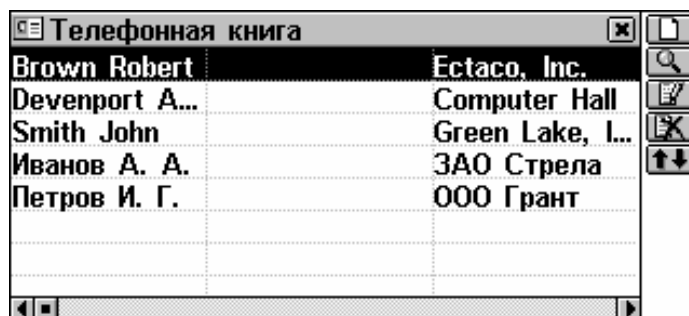 Телефонная книга
Brown Robert Ectaco, Inc.
Devenport A... Computer Hall
Smith John Green Lake, I...
Иванов А. А. ЗАО Стрела
Петров И. Г. ООО Грант